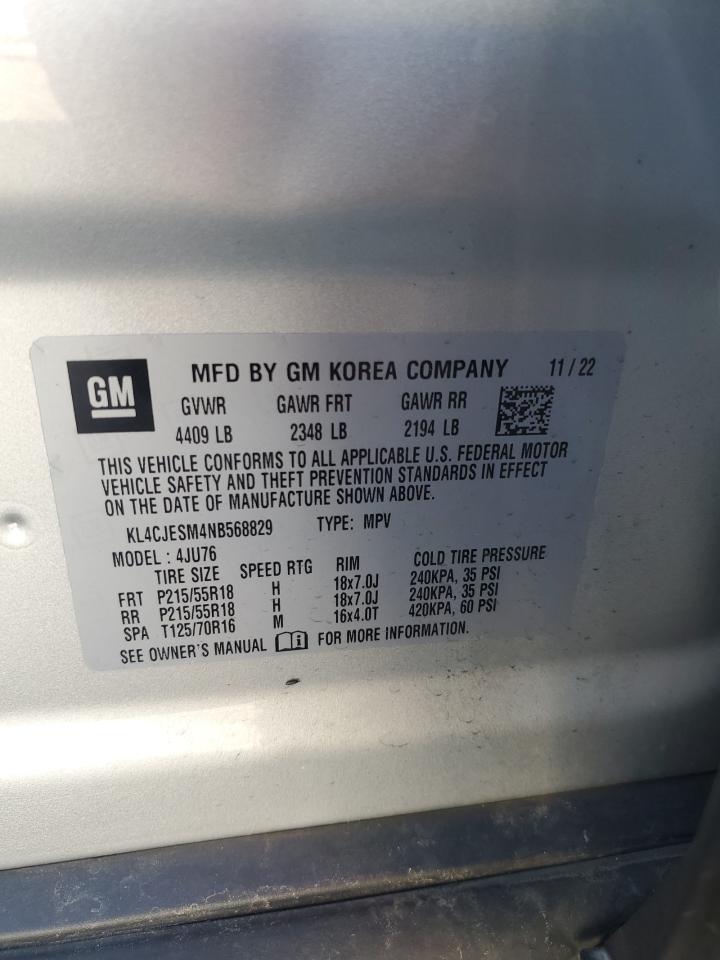 GM MFD BY GM KOREA COMPANY 11 / 22
GVWR GAWR FRT GAWR RR
4409 LB 2348 LB 2194 LB
THIS VEHICLE CONFORMS TO ALL APPLICABLE U.S. FEDERAL MOTOR
VEHICLE SAFETY AND THEFT PREVENTION STANDARDS IN EFFECT
ON THE DATE OF MANUFACTURE SHOWN ABOVE.
KL4CJESM4NB568829 TYPE: MPV
MODEL : 4JU76
TIRE SIZE SPEED RTG RIM COLD TIRE PRESSURE
FRT P215/55R18 H 18x7.0J 240KPA, 35 PSI
RR P215/55R18 H 18x7.0J 240KPA, 35 PSI
SPA T125/70R16 M 16x4.0T 420KPA, 60 PSI
SEE OWNER'S MANUAL i FOR MORE INFORMATION.